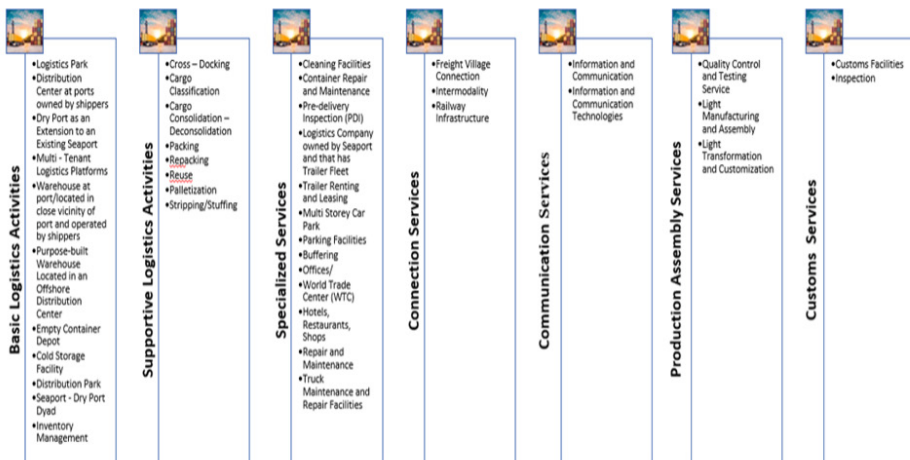 Basic Logistics Activities
•Logistics Park
•Distribution
Center at ports
owned by shippers
•Dry Port as an
Extension to an
Existing Seaport
•Multi - Tenant
Logistics Platforms
•Warehouse at
port/located in
close vicinity of
port and operated
by shippers
•Purpose-built
Warehouse
Located in an
Offshore
Distribution
Center
•Empty Container
Depot
•Cold Storage
Facility
•Distribution Park
•Seaport - Dry Port
Dyad
•Inventory
Management
Supportive Logistics Activities
•Cross – Docking
•Cargo
Classification
•Cargo
Consolidation –
Deconsolidation
•Packing
•Repacking
•Reuse
•Palletization
•Stripping/Stuffing
Specialized Services
•Cleaning Facilities
•Container Repair
and Maintenance
•Pre-delivery
Inspection (PDI)
•Logistics Company
owned by Seaport
and that has
Trailer Fleet
•Trailer Renting
and Leasing
•Multi Storey Car
Park
•Parking Facilities
•Buffering
•Offices/
•World Trade
Center (WTC)
•Hotels,
Restaurants,
Shops
•Repair and
Maintenance
•Truck
Maintenance and
Repair Facilities
Connection Services
•Freight Village
Connection
•Intermodality
•Railway
Infrastructure
Communication Services
•Information and
Communication
•Information and
Communication
Technologies
Production Assembly Services
•Quality Control
and Testing
Service
•Light
Manufacturing
and Assembly
•Light
Transformation
and Customization
Customs Services
•Customs Facilities
•Inspection